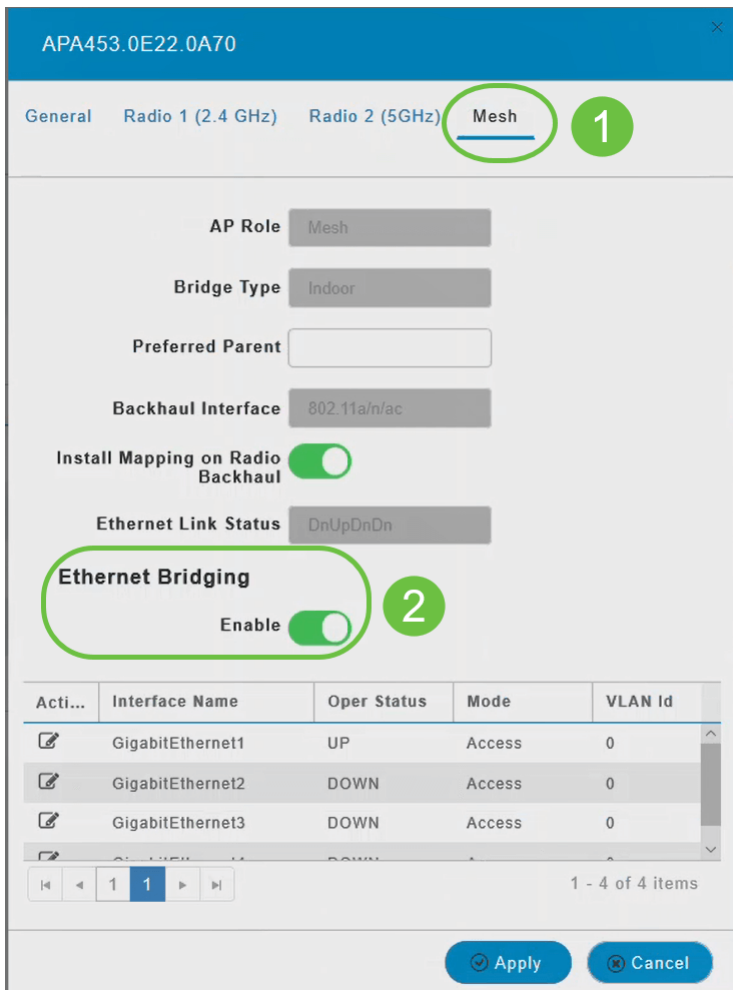 APA453.0E22.0A70
General Radio 1 (2.4 GHz) Radio 2 (5GHz) Mesh 1
AP Role Mesh
Bridge Type Indoor
Preferred Parent
Backhaul Interface 802.11a/n/ac
Install Mapping on Radio
Backhaul
Ethernet Link Status DnUpDnDn
Ethernet Bridging
2
Enable
Acti... Interface Name Oper Status Mode VLAN Id
GigabitEthernet1 UP Access 0
GigabitEthernet2 DOWN Access 0
GigabitEthernet3 DOWN Access 0
1 1 1 - 4 of 4 items
Apply Cancel